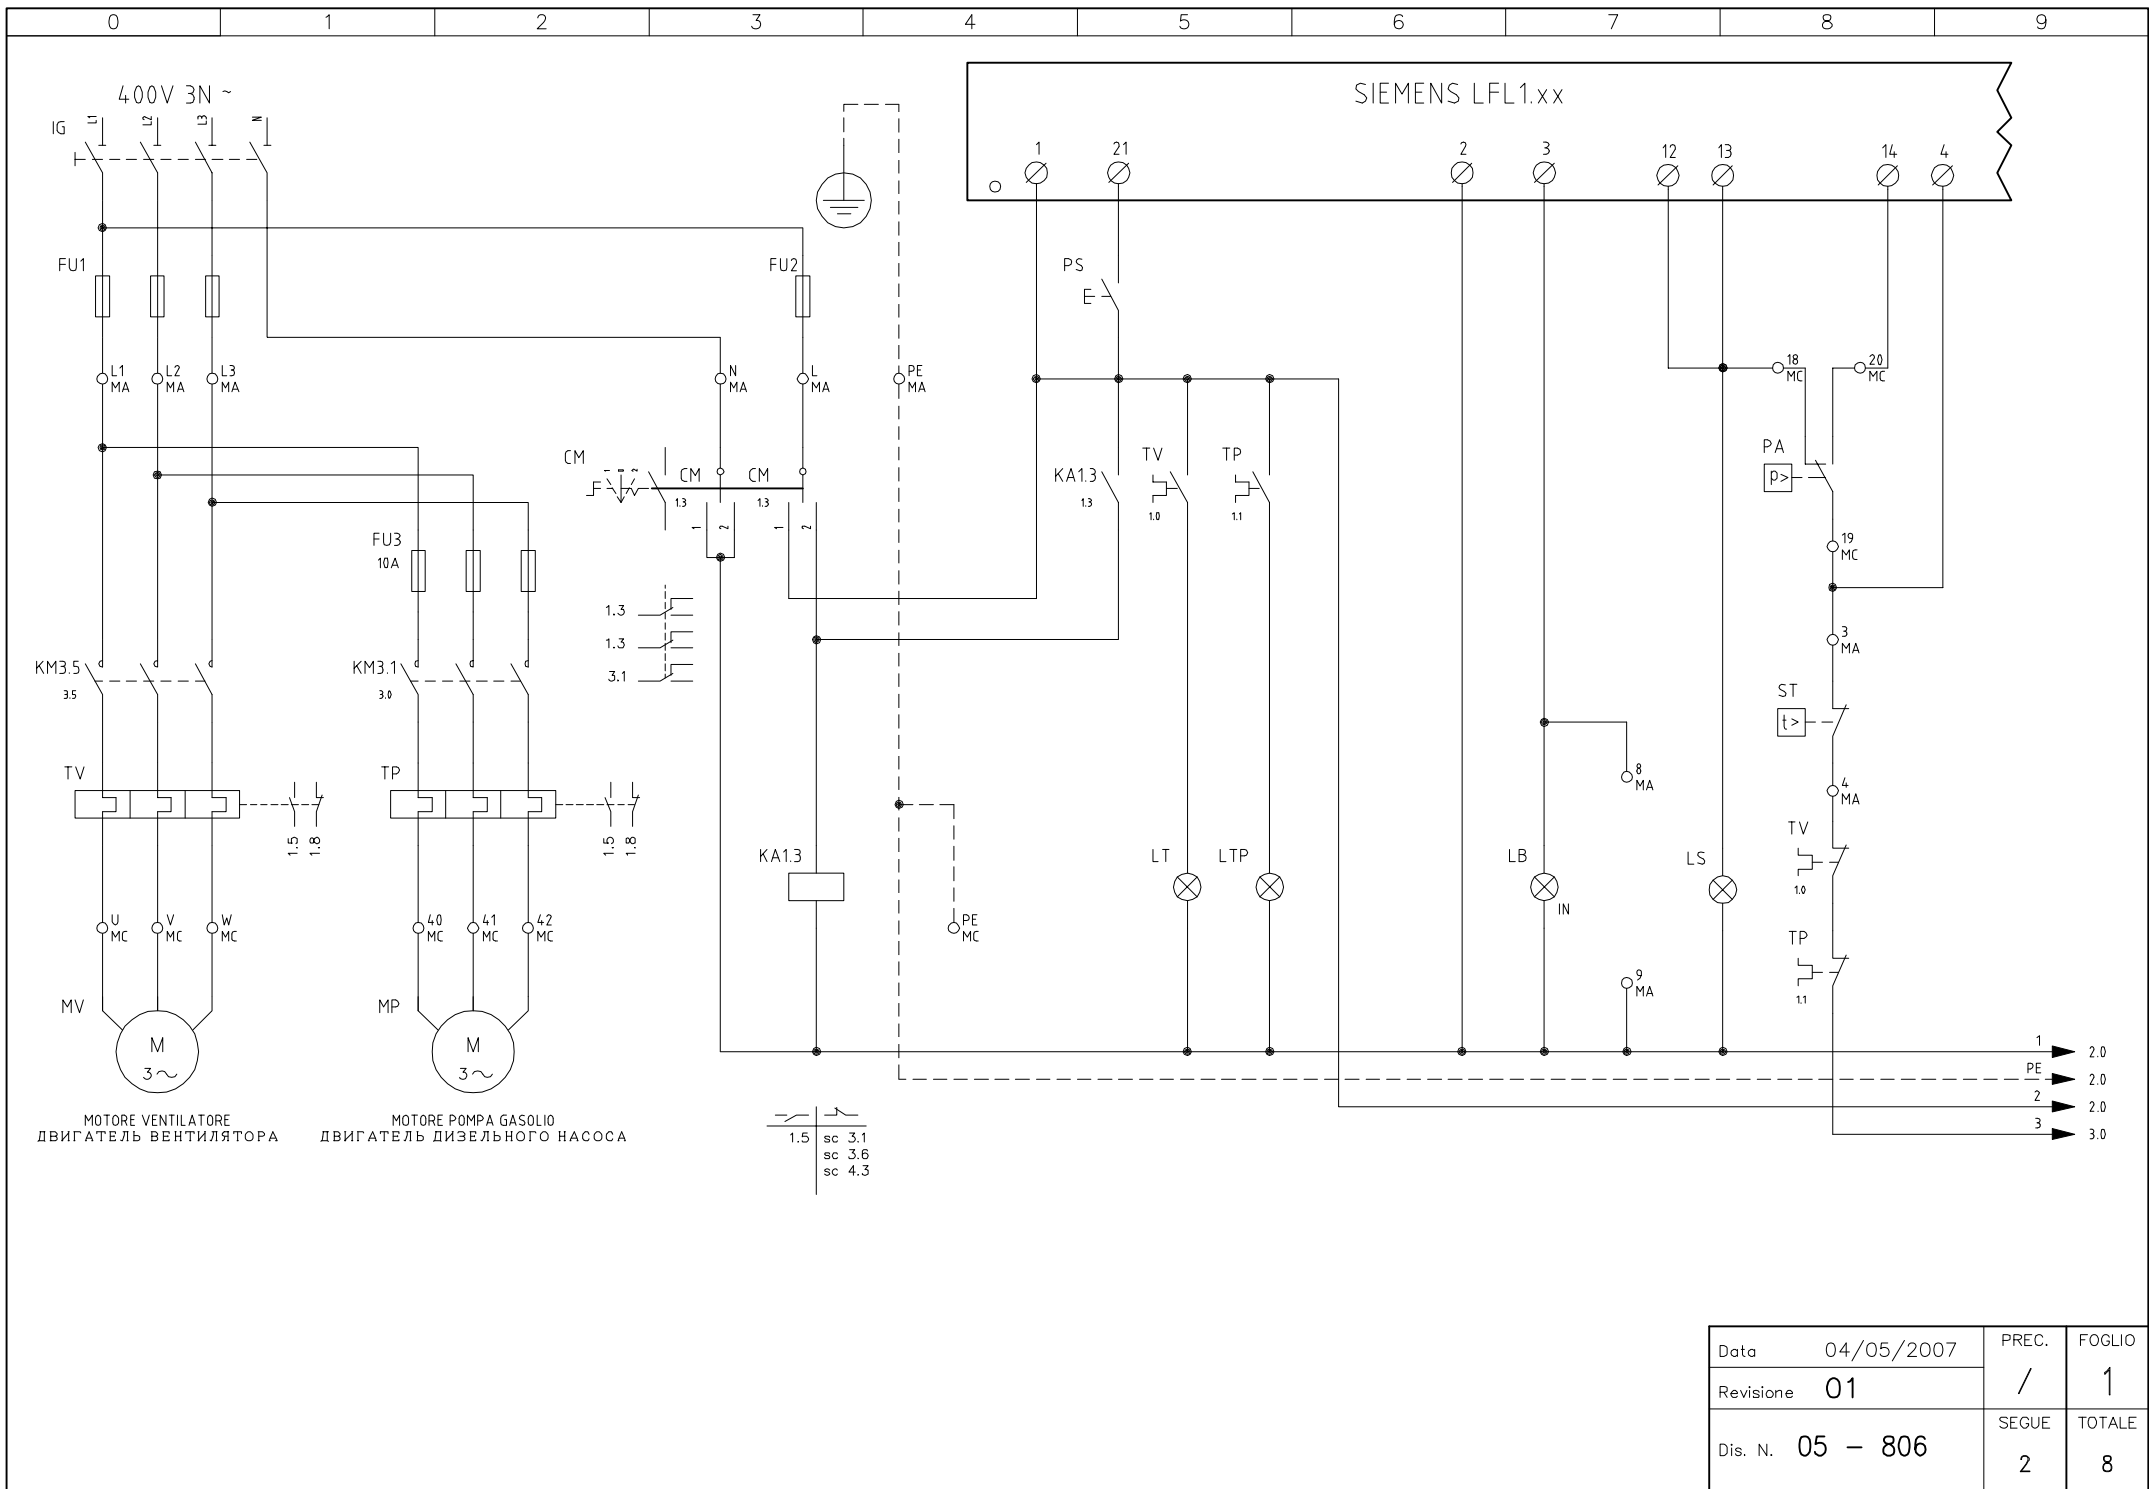 0 1 2 3 4 5 6 7 8 9
400V 3N ~
SIEMENS LFL1.xx
IG L1 L2 L3 N
1 21 2 3 12 13 14 4
FU1 FU2 PS
L1 MA
L2 MA
L3 MA
N MA
L MA
PE MA
18 MC
20 MC
CM
CM 1.3
CM 1.3
1 2 1 2
KA1.3 1.3
TV 1.0
TP 1.1
PA p>
19 MC
FU3 10A
1.3
1.3
3.1
KM3.5 3.5
KM3.1 3.0
3 MA
ST t>
TV 1.5 1.8
TP 1.5 1.8
8 MA
4 MA
TV 1.0
KA1.3
LT LTP
LB IN
LS
U MC
V MC
W MC
40 MC
41 MC
42 MC
PE MC
TP 1.1
9 MA
MV M 3~
MP M 3~
1 2.0
PE 2.0
2 2.0
3 3.0
MOTORE VENTILATORE
ДВИГАТЕЛЬ ВЕНТИЛЯТОРА
MOTORE POMPA GASOLIO
ДВИГАТЕЛЬ ДИЗЕЛЬНОГО НАСОСА
1.5 sc 3.1
sc 3.6
sc 4.3
Data 04/05/2007
PREC. /
FOGLIO 1
Revisione 01
Dis. N. 05 - 806
SEGUE 2
TOTALE 8